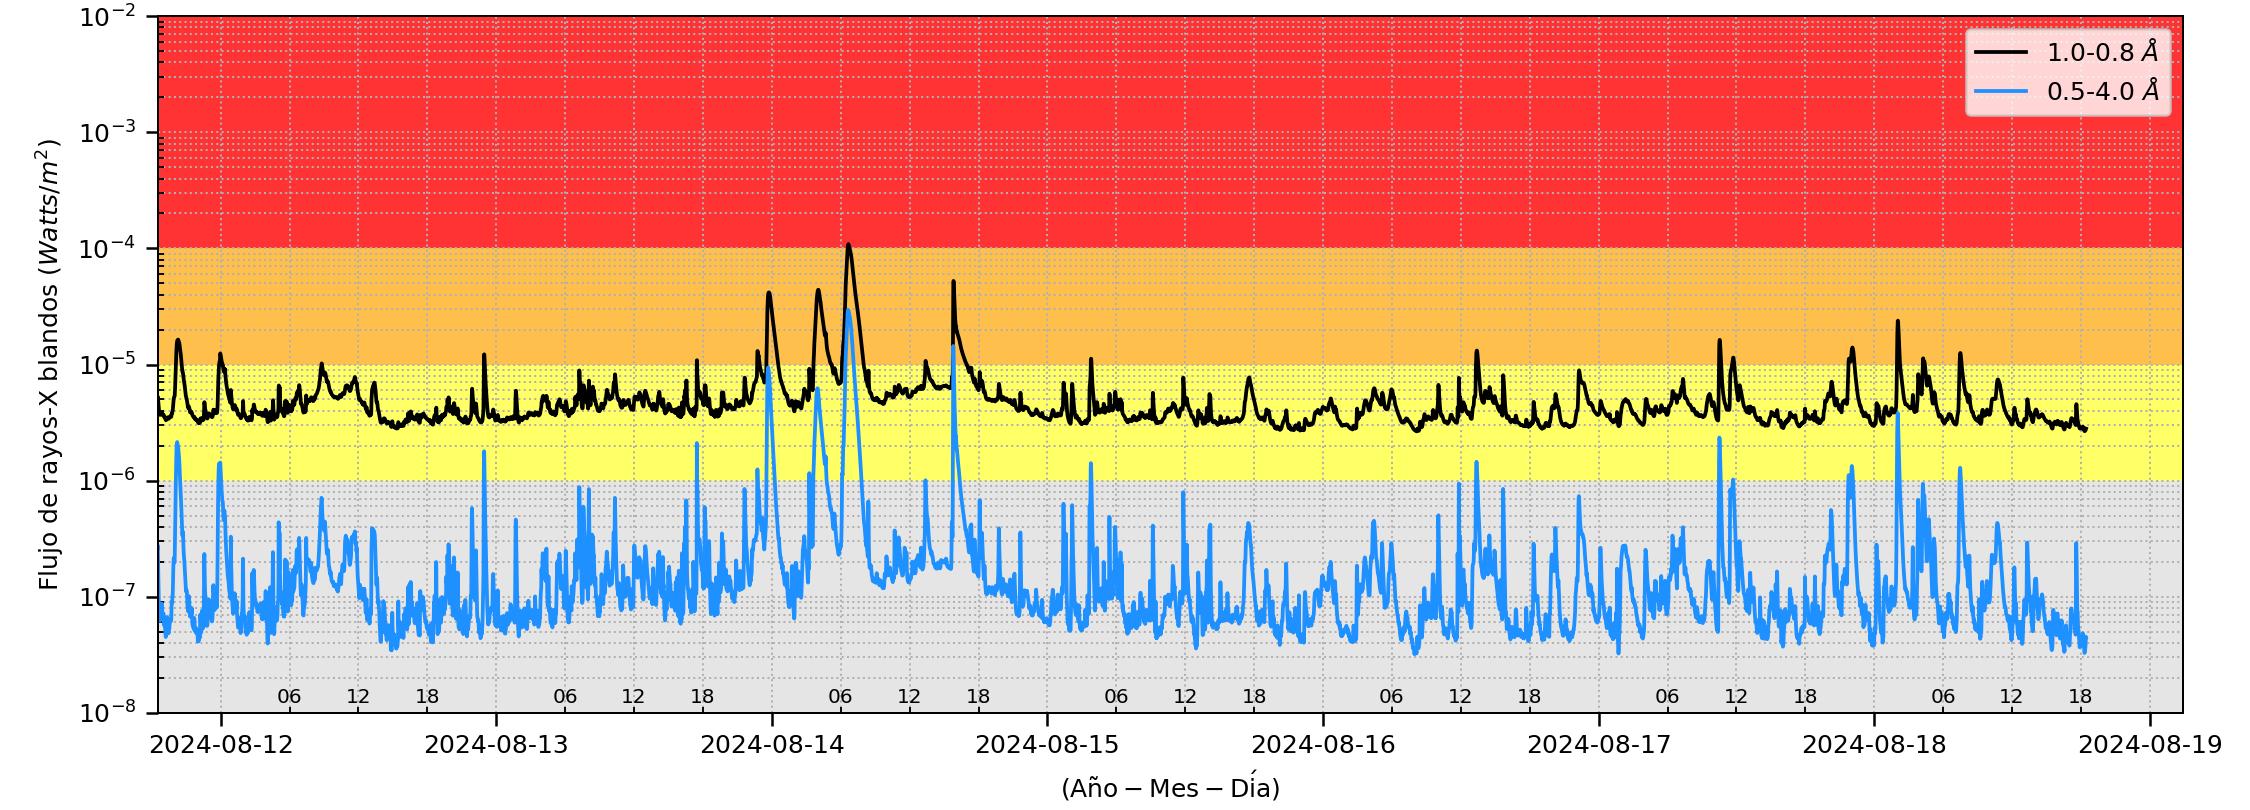 10⁻²
10⁻³
10⁻⁴
10⁻⁵
10⁻⁶
10⁻⁷
10⁻⁸
Flujo de rayos-X blandos (Watts/m²)
1.0-0.8 Å
0.5-4.0 Å
06 12 18 06 12 18 06 12 18 06 12 18 06 12 18 06 12 18 06 12 18
2024-08-12 2024-08-13 2024-08-14 2024-08-15 2024-08-16 2024-08-17 2024-08-18 2024-08-19
(Año − Mes − Día)